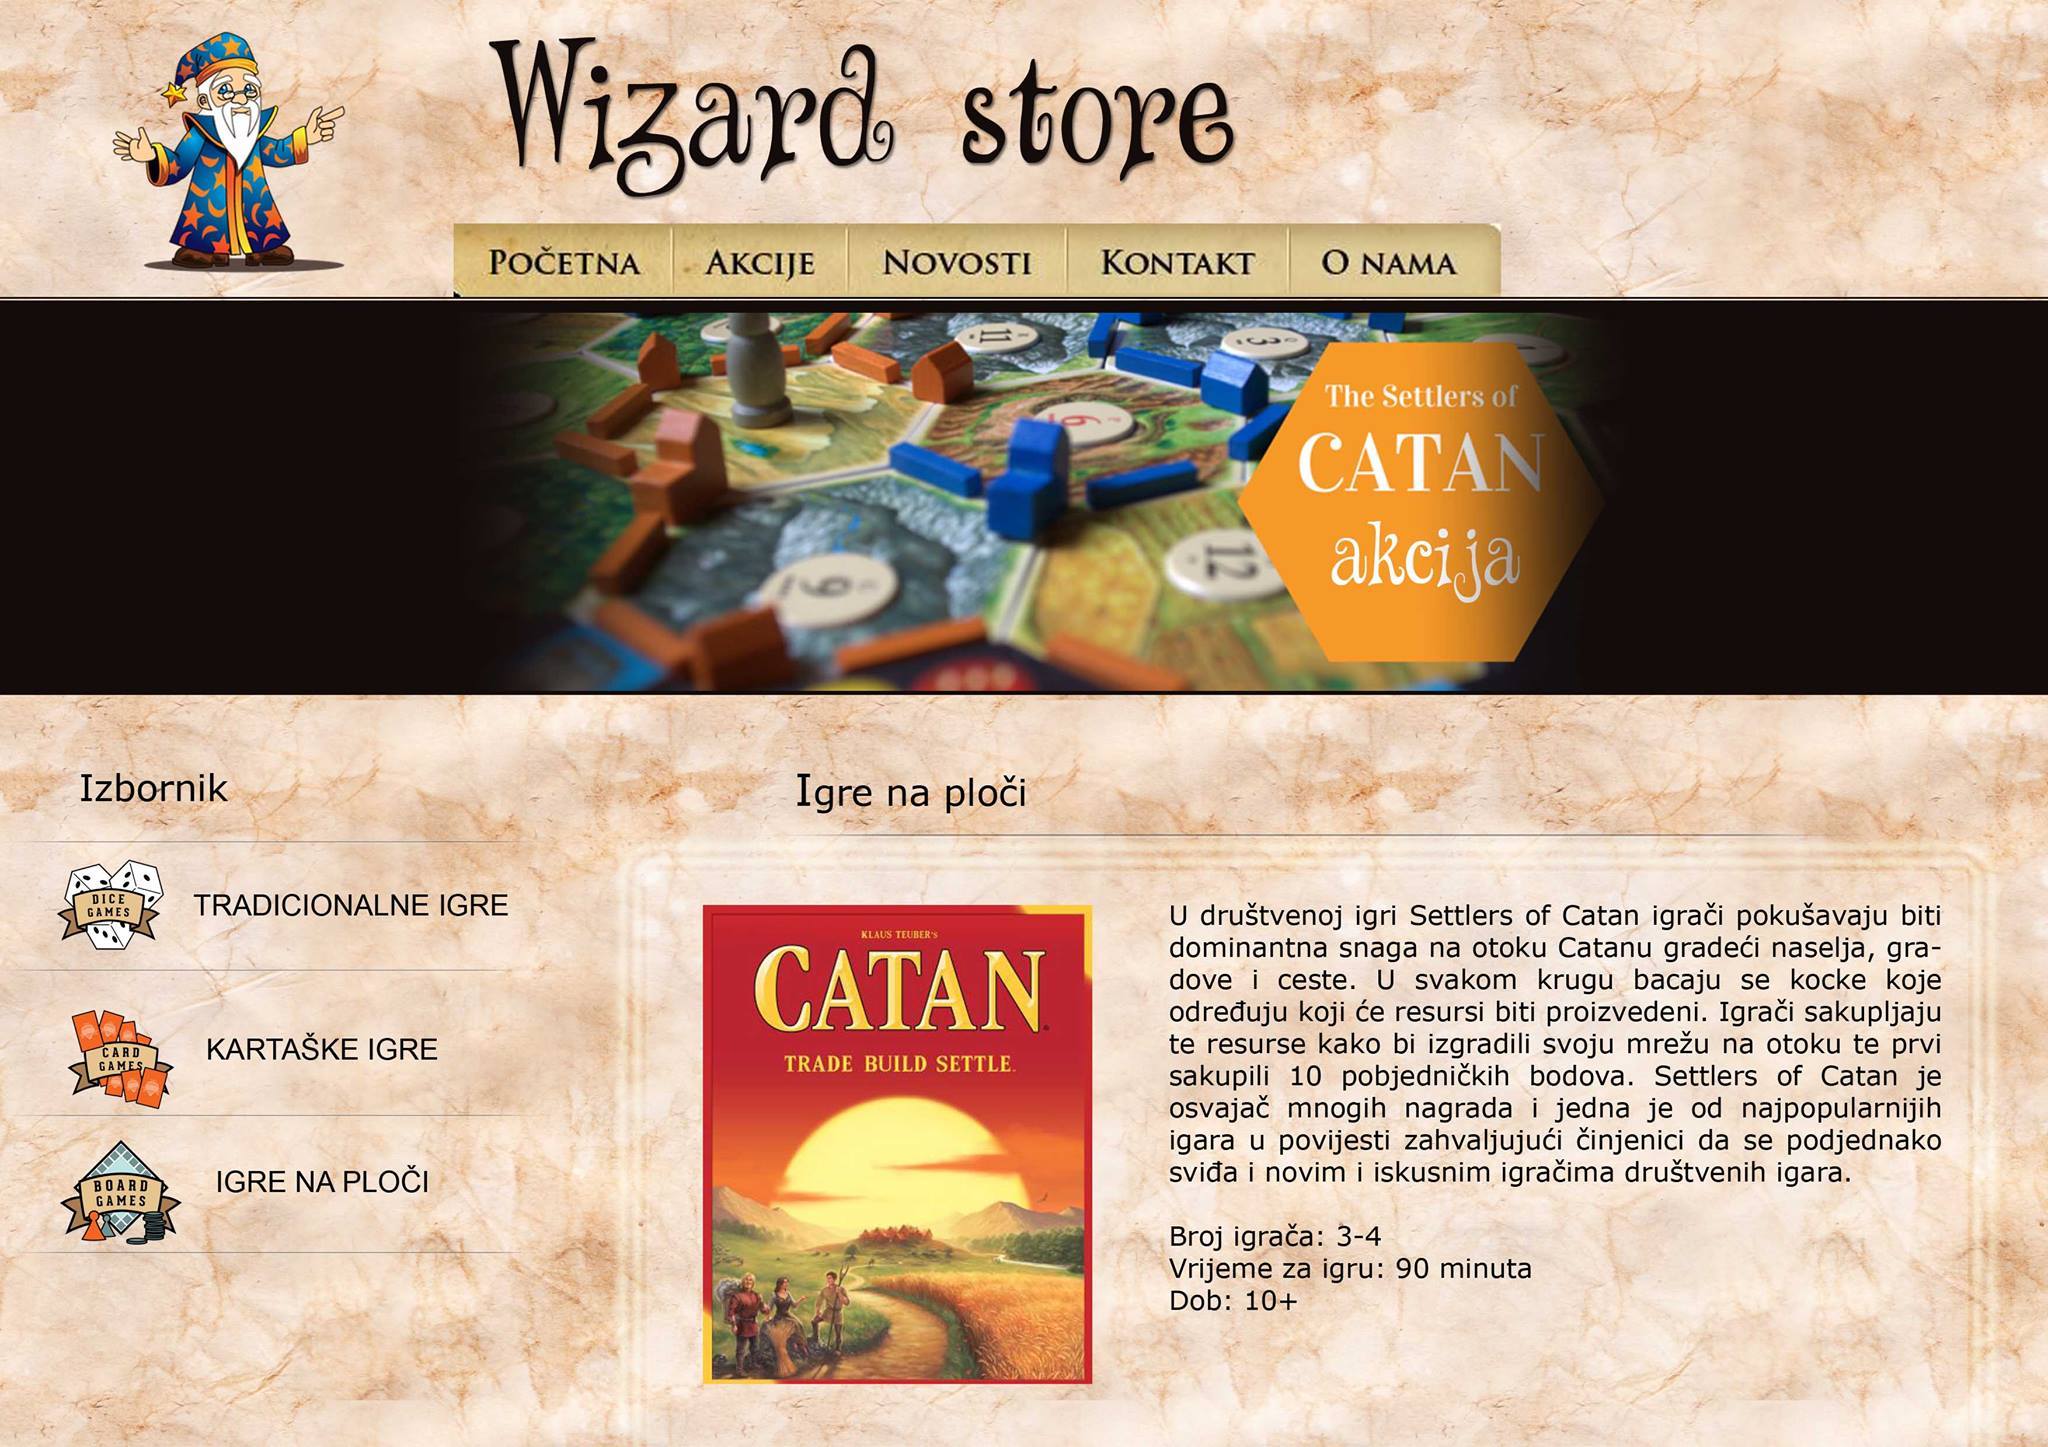 Wizard store
POČETNA
AKCIJE
NOVOSTI
KONTAKT
O NAMA
11
3
6
9
12
The Settlers of
CATAN
akcija
Izbornik
DICE
GAMES
TRADICIONALNE IGRE
CARD
GAMES
KARTAŠKE IGRE
BOARD
GAMES
IGRE NA PLOČI
Igre na ploči
KLAUS TEUBER'S
CATAN
TRADE BUILD SETTLE
U društvenoj igri Settlers of Catan igrači pokušavaju biti
dominantna snaga na otoku Catanu gradeći naselja, gra-
dove i ceste. U svakom krugu bacaju se kocke koje
određuju koji će resursi biti proizvedeni. Igrači sakupljaju
te resurse kako bi izgradili svoju mrežu na otoku te prvi
sakupili 10 pobjedničkih bodova. Settlers of Catan je
osvajač mnogih nagrada i jedna je od najpopularnijih
igara u povijesti zahvaljujući činjenici da se podjednako
sviđa i novim i iskusnim igračima društvenih igara.
Broj igrača: 3-4
Vrijeme za igru: 90 minuta
Dob: 10+